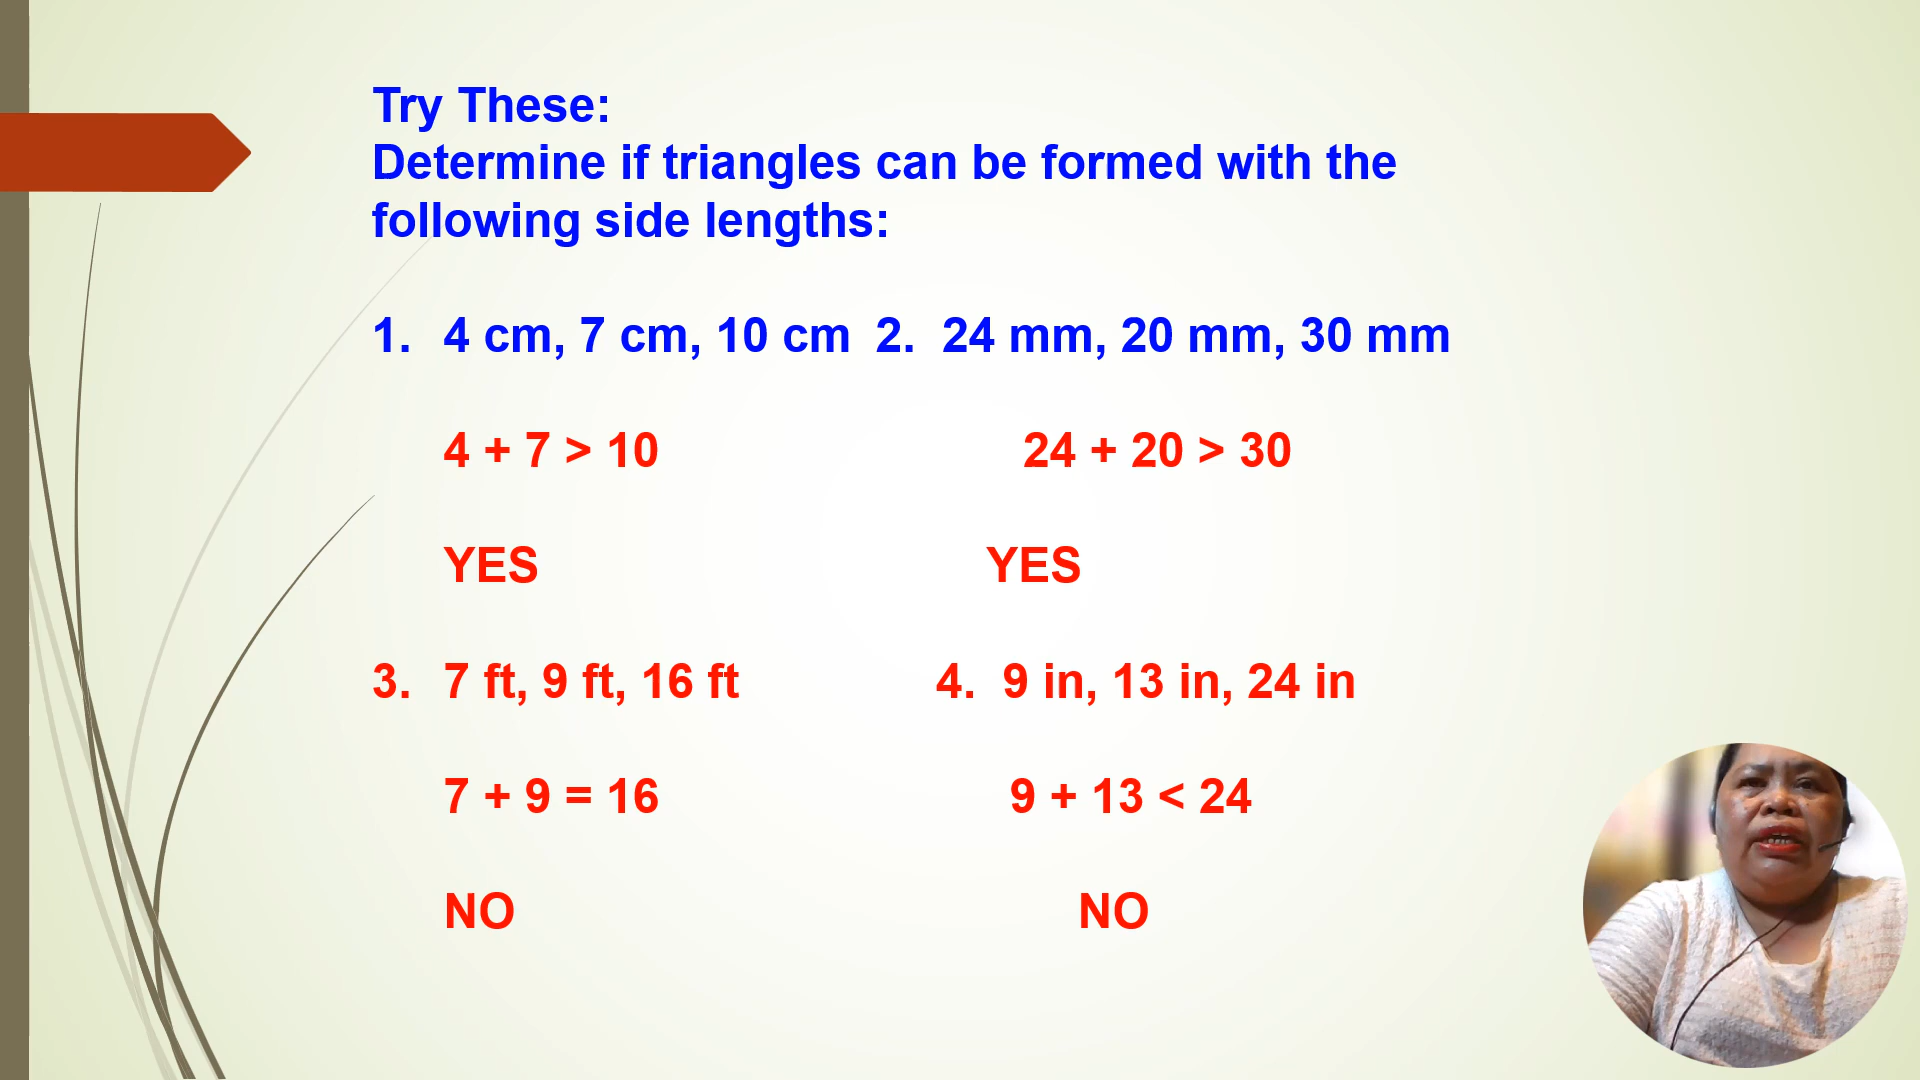 Try These:
Determine if triangles can be formed with the
following side lengths:
1. 4 cm, 7 cm, 10 cm 2. 24 mm, 20 mm, 30 mm
4 + 7 > 10 24 + 20 > 30
YES YES
3. 7 ft, 9 ft, 16 ft 4. 9 in, 13 in, 24 in
7 + 9 = 16 9 + 13 < 24
NO NO